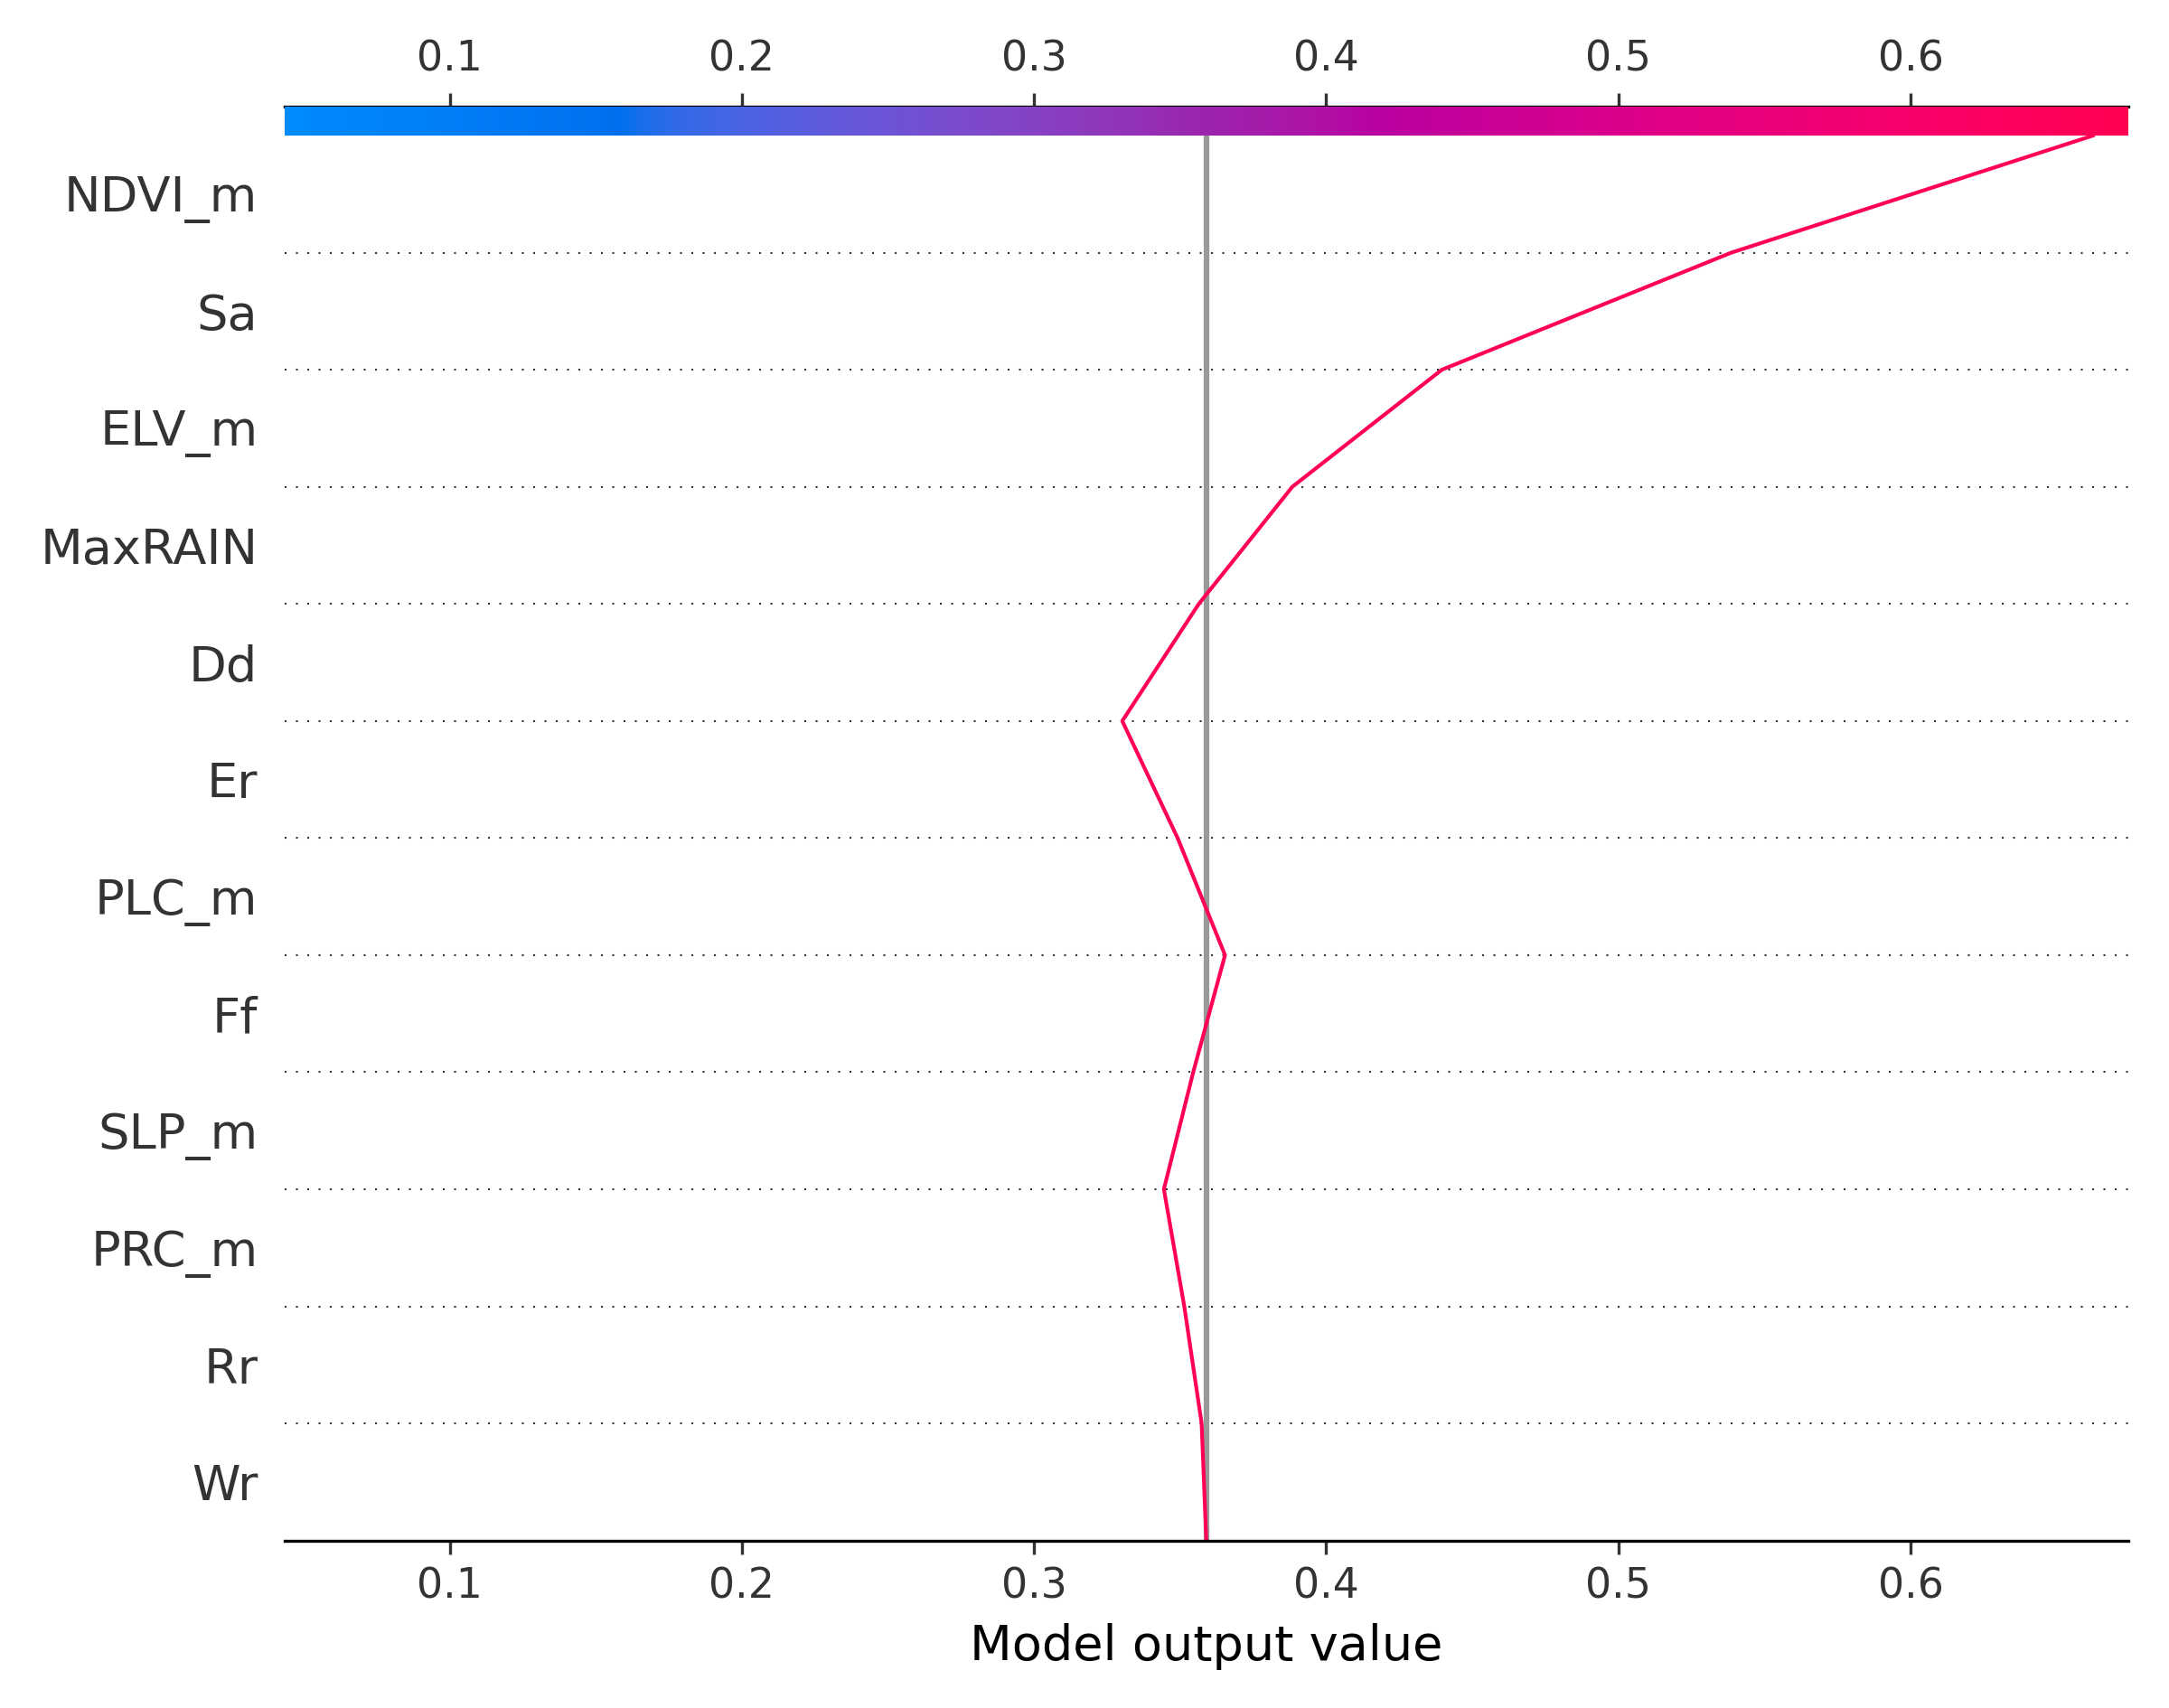 0.1 0.2 0.3 0.4 0.5 0.6
NDVI_m
Sa
ELV_m
MaxRAIN
Dd
Er
PLC_m
Ff
SLP_m
PRC_m
Rr
Wr
0.1 0.2 0.3 0.4 0.5 0.6
Model output value